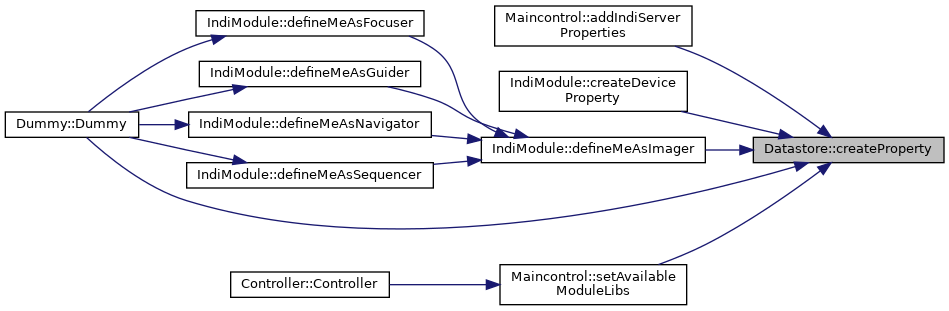 IndiModule::defineMeAsFocuser
Maincontrol::addIndiServer
Properties
IndiModule::defineMeAsGuider
IndiModule::createDevice
Property
Dummy::Dummy
IndiModule::defineMeAsNavigator
IndiModule::defineMeAsImager
Datastore::createProperty
IndiModule::defineMeAsSequencer
Controller::Controller
Maincontrol::setAvailable
ModuleLibs